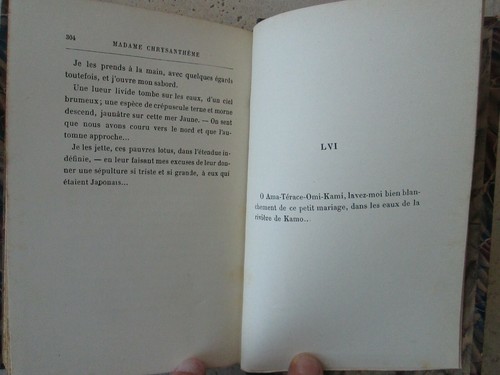 304
MADAME CHRYSANTHÈME
Je les prends à la main, avec quelques égards
toutefois, et j'ouvre mon sabord.
Une lueur livide tombe sur les eaux, d'un ciel
brumeux; une espèce de crépuscule terne et morne
descend, jaunâtre sur cette mer Jaune. — On sent
que nous avons couru vers le nord et que l'au-
tomne approche...
Je les jette, ces pauvres lotus, dans l'étendue in-
définie, — en leur faisant mes excuses de leur don-
ner une sépulture si triste et si grande, à eux qui
étaient Japonais...
LVI
O Ama-Térace-Omi-Kami, lavez-moi bien blan-
chement de ce petit mariage, dans les eaux de la
rivière de Kamo...